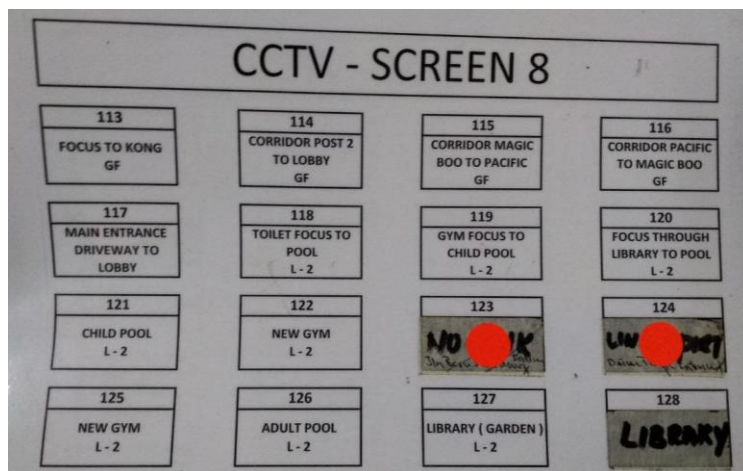 CCTV - SCREEN 8
113
FOCUS TO KONG
GF
114
CORRIDOR POST 2
TO LOBBY
GF
115
CORRIDOR MAGIC
BOO TO PACIFIC
GF
116
CORRIDOR PACIFIC
TO MAGIC BOO
GF
117
MAIN ENTRANCE
DRIVEWAY TO
LOBBY
118
TOILET FOCUS TO
POOL
L - 2
119
GYM FOCUS TO
CHILD POOL
L - 2
120
FOCUS THROUGH
LIBRARY TO POOL
L - 2
121
CHILD POOL
L - 2
122
NEW GYM
L - 2
123
NO
124
125
NEW GYM
L - 2
126
ADULT POOL
L - 2
127
LIBRARY ( GARDEN )
L - 2
128
LIBRARY